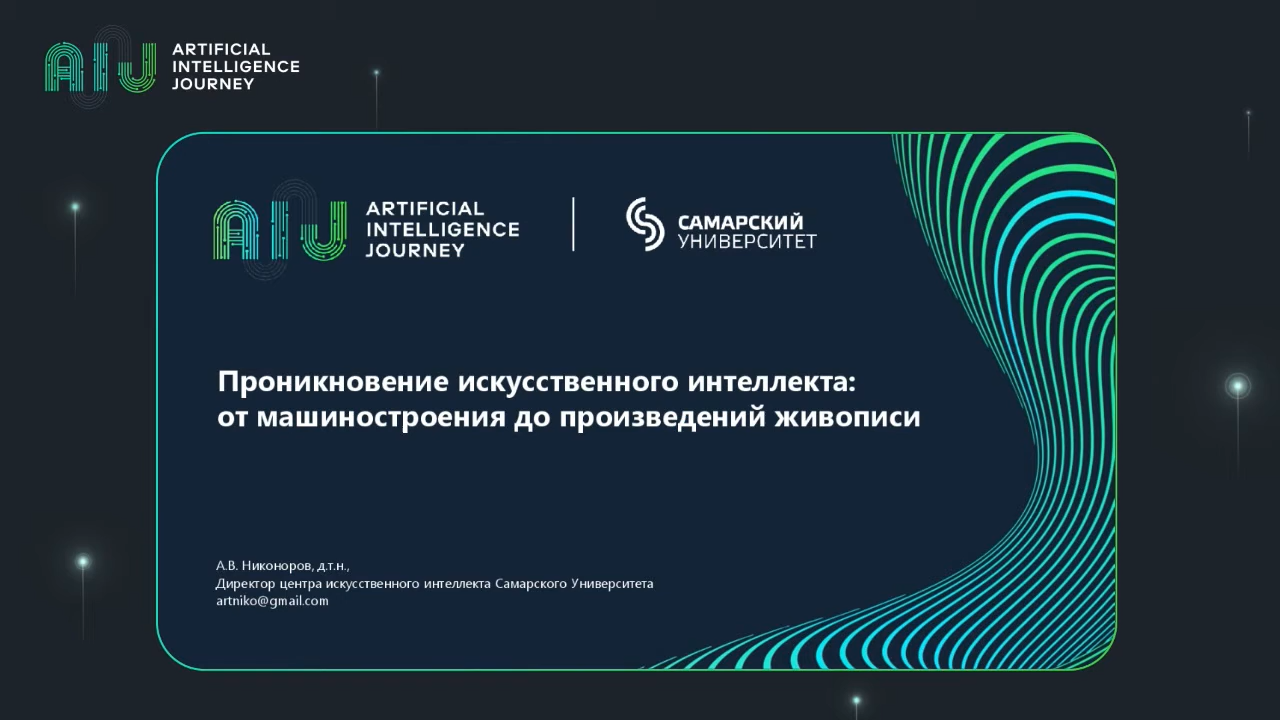 AIJ
ARTIFICIAL
INTELLIGENCE
JOURNEY
AIJ
ARTIFICIAL
INTELLIGENCE
JOURNEY
САМАРСКИЙ
УНИВЕРСИТЕТ
Проникновение искусственного интеллекта:
от машиностроения до произведений живописи
А.В. Никоноров, д.т.н.,
Директор центра искусственного интеллекта Самарского Университета
artniko@gmail.com